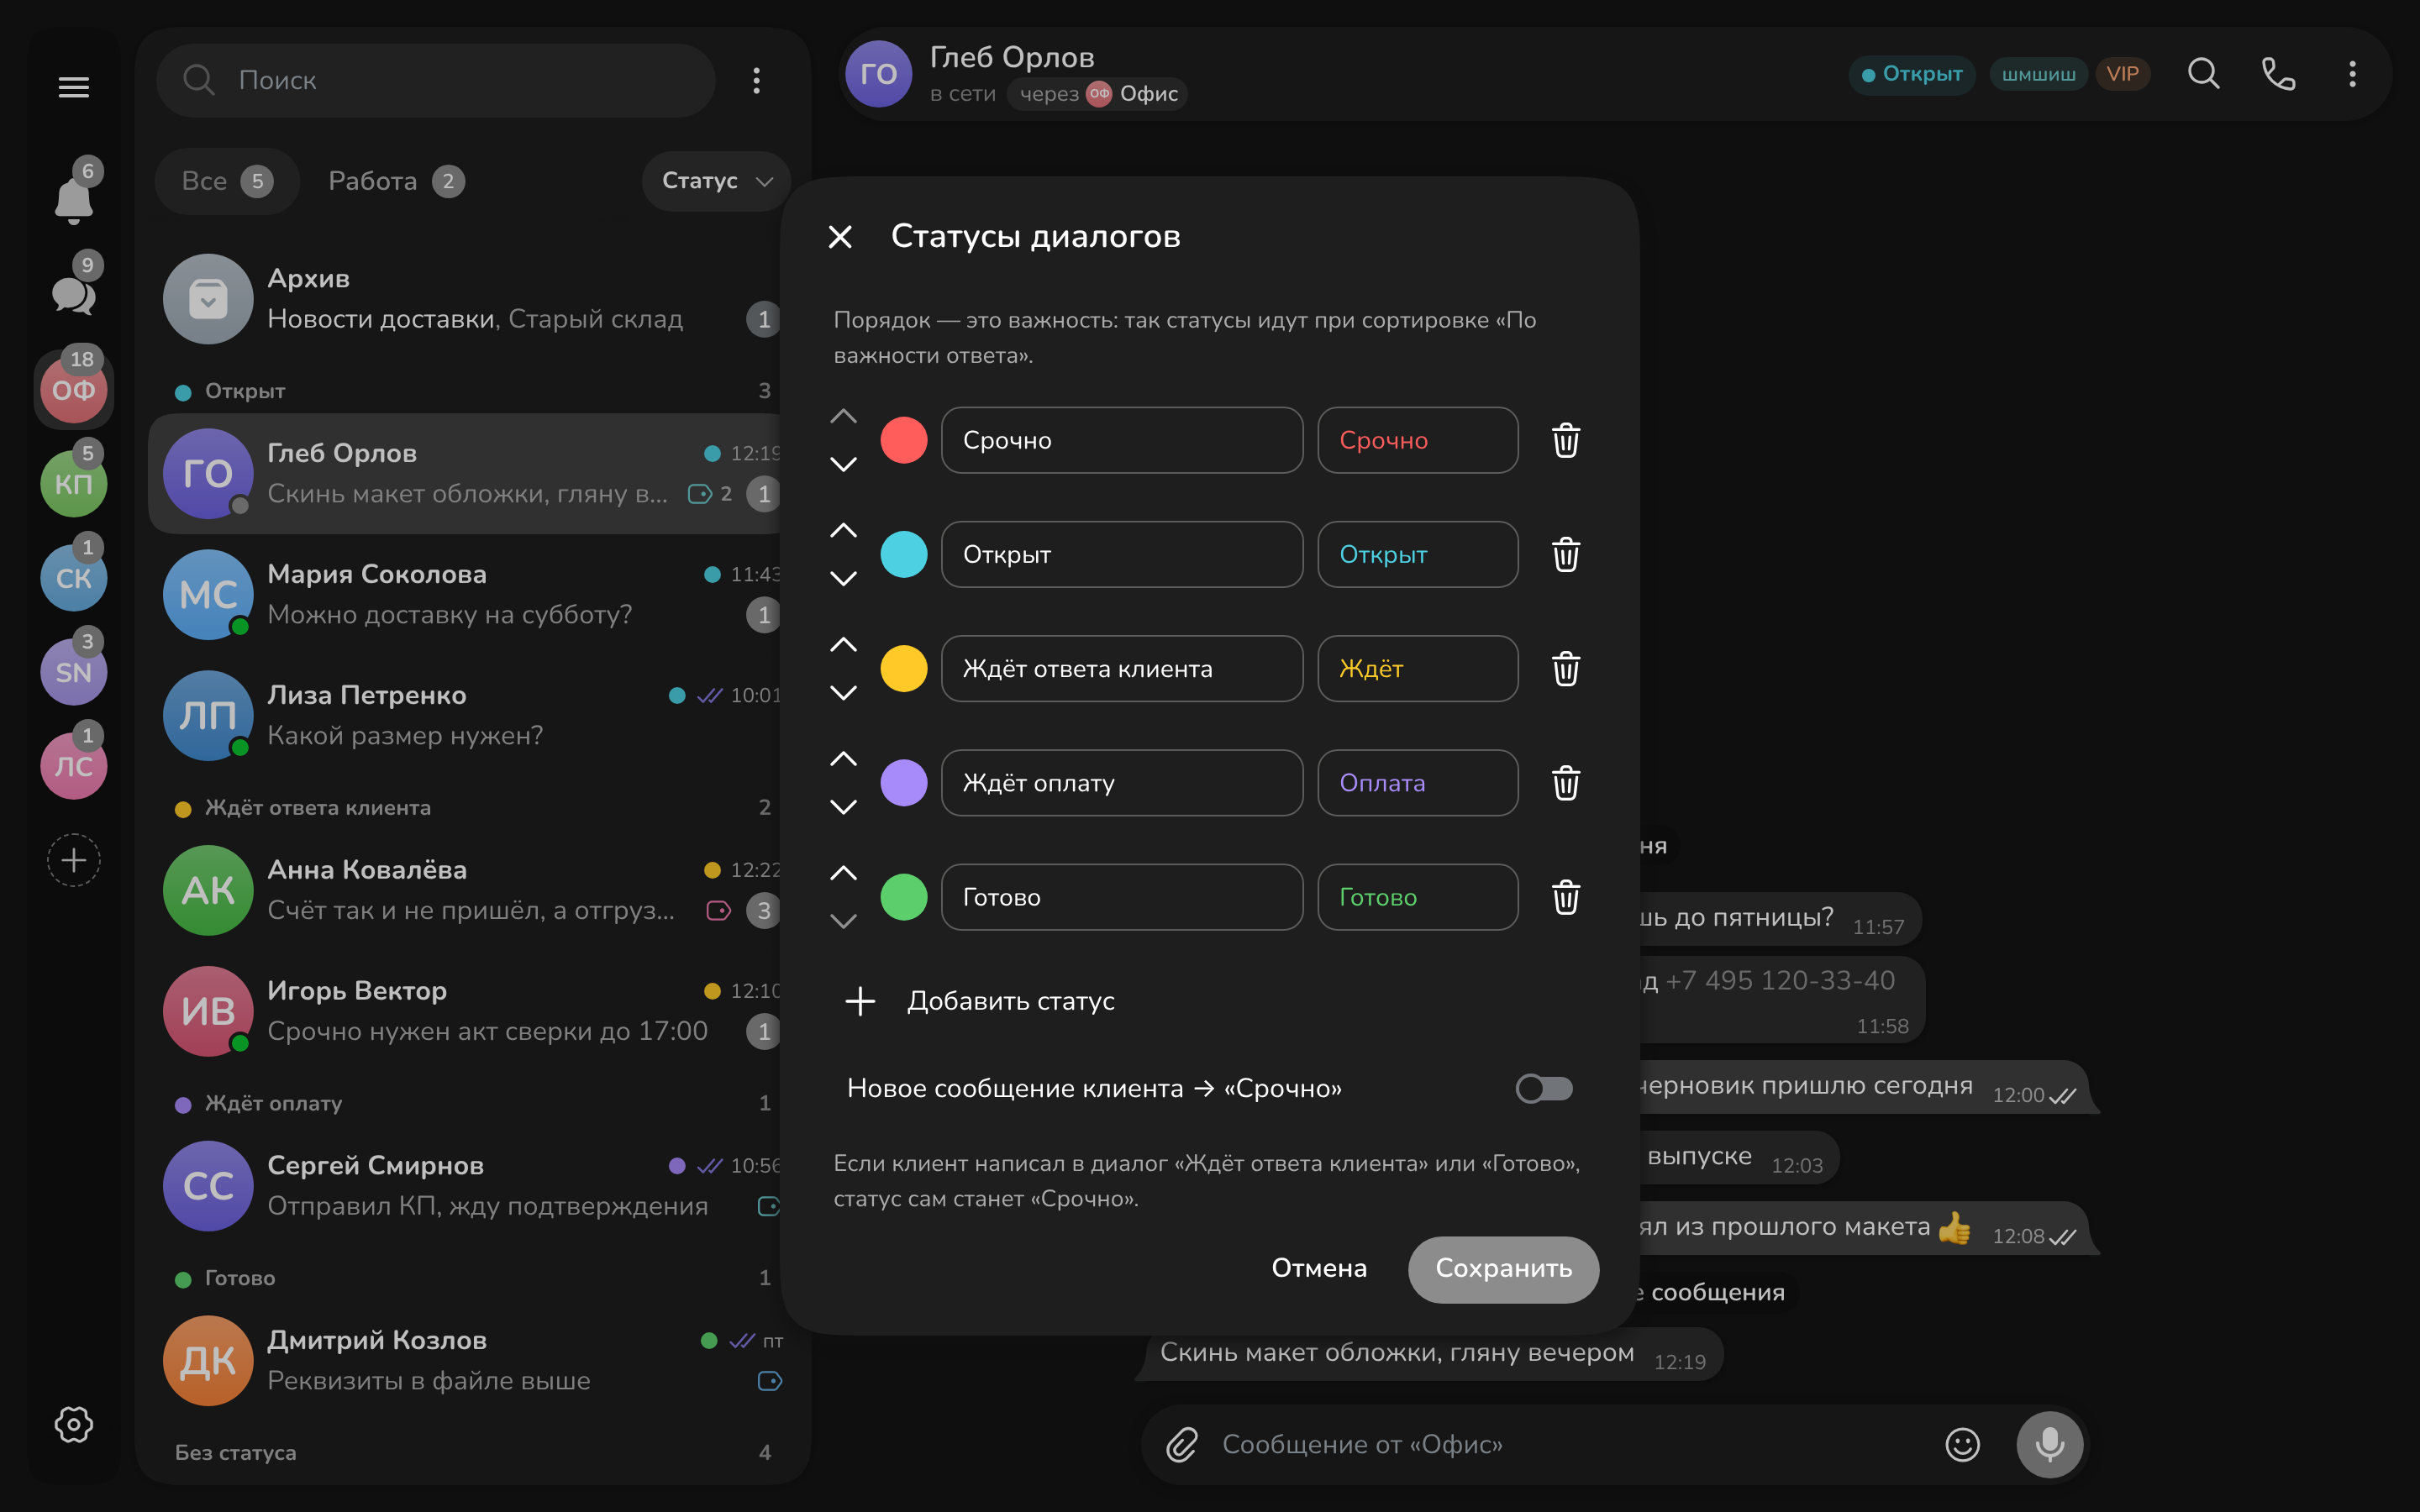 Поиск
Все 5
Работа 2
Статус
6
9
18
ОФ
5
КП
1
СК
3
SN
1
ЛС
Архив
Новости доставки, Старый склад 1
Открыт 3
ГО
Глеб Орлов 12:19
Скинь макет обложки, гляну в... 2 1
МС
Мария Соколова 11:43
Можно доставку на субботу? 1
ЛП
Лиза Петренко 10:01
Какой размер нужен?
Ждёт ответа клиента 2
АК
Анна Ковалёва 12:22
Счёт так и не пришёл, а отгруз... 3
ИВ
Игорь Вектор 12:10
Срочно нужен акт сверки до 17:00 1
Ждёт оплату 1
СС
Сергей Смирнов 10:56
Отправил КП, жду подтверждения
Готово 1
ДК
Дмитрий Козлов пт
Реквизиты в файле выше
Без статуса 4
ГО
Глеб Орлов
в сети через ОФ Офис
Открыт шмшиш VIP
Статусы диалогов
Порядок — это важность: так статусы идут при сортировке «По
важности ответа».
Срочно Срочно
Открыт Открыт
Ждёт ответа клиента Ждёт
Ждёт оплату Оплата
Готово Готово
Добавить статус
Новое сообщение клиента → «Срочно»
Если клиент написал в диалог «Ждёт ответа клиента» или «Готово»,
статус сам станет «Срочно».
Отмена Сохранить
до пятницы? 11:57
+7 495 120-33-40
11:58
черновик пришлю сегодня 12:00
выпуске 12:03
из прошлого макета 👍 12:08
сообщения
Скинь макет обложки, гляну вечером 12:19
Сообщение от «Офис»